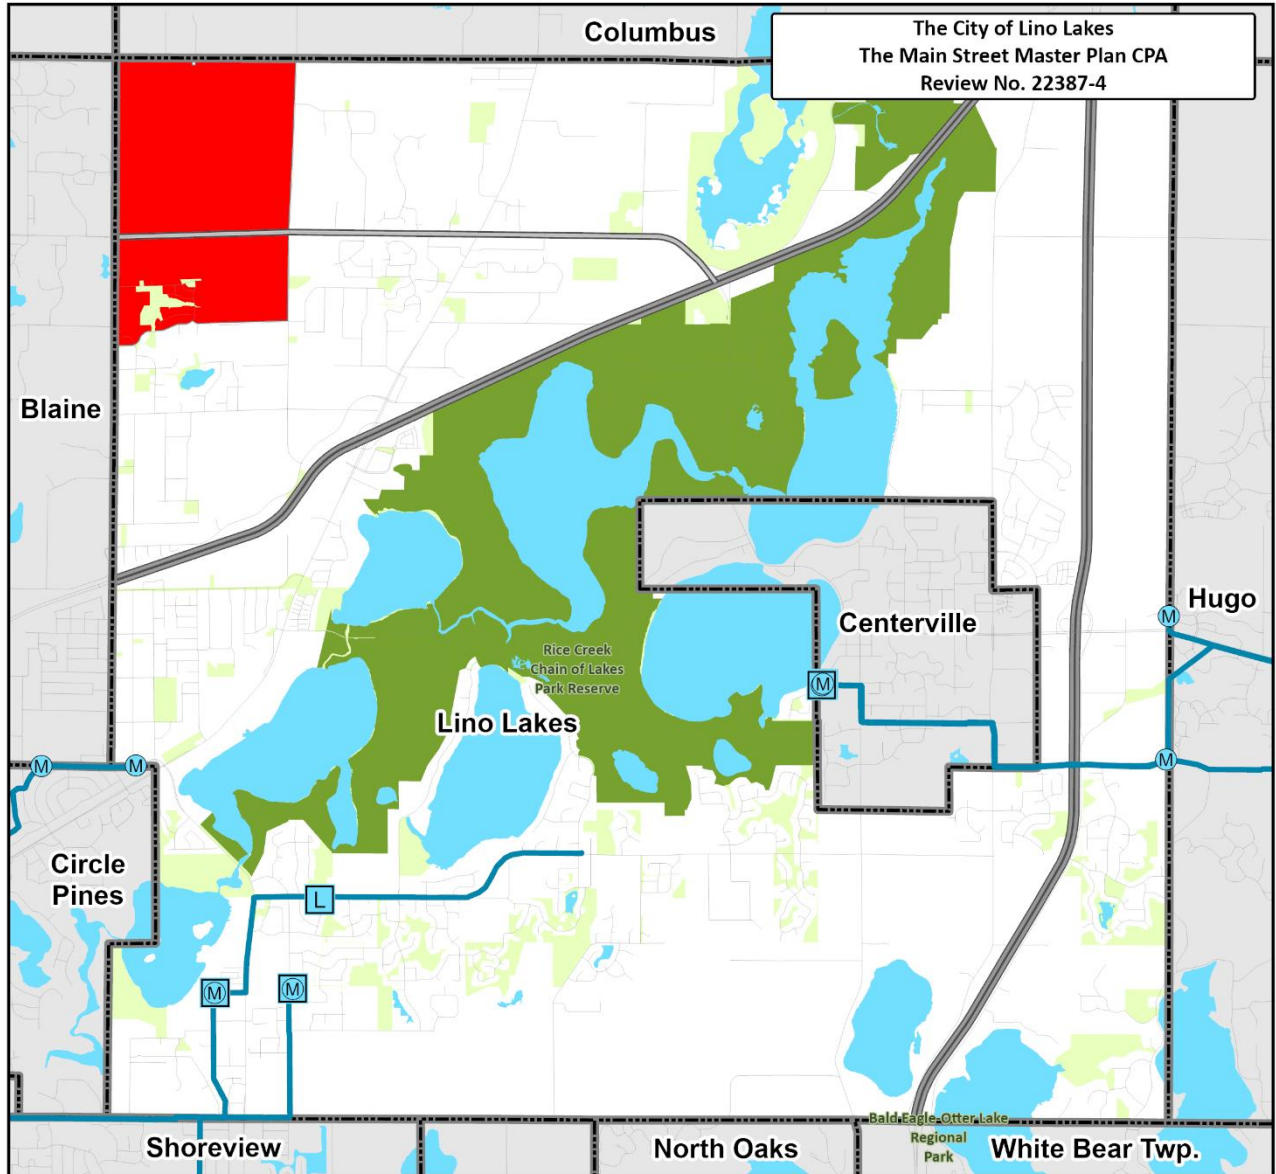 Columbus
The City of Lino Lakes
The Main Street Master Plan CPA
Review No. 22387-4
Blaine
Hugo
Centerville
Rice Creek
Chain of Lakes
Park Reserve
M
Lino Lakes
M
M
M
M
Circle
Pines
L
M
M
Bald Eagle-Otter Lake
Regional
Park
Shoreview
North Oaks
White Bear Twp.